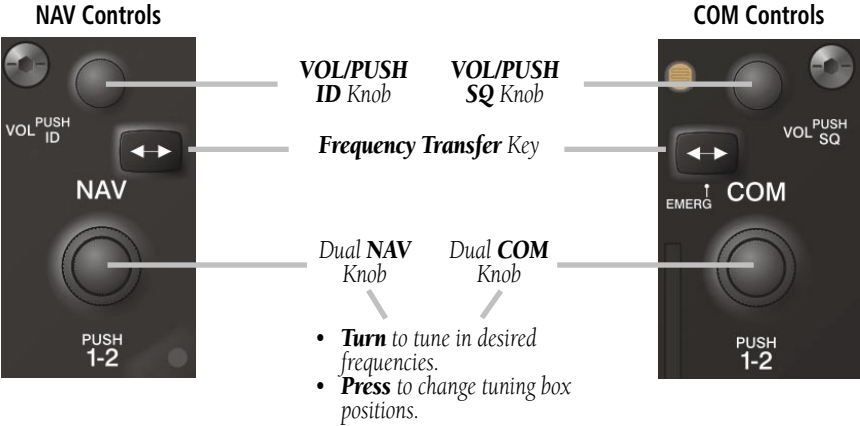 NAV Controls
COM Controls
VOL/PUSH
ID Knob
VOL/PUSH
SQ Knob
VOL PUSH
ID
VOL PUSH
SQ
Frequency Transfer Key
NAV
EMERG
COM
Dual NAV
Knob
Dual COM
Knob
PUSH
1-2
PUSH
1-2
• Turn to tune in desired
frequencies.
• Press to change tuning box
positions.